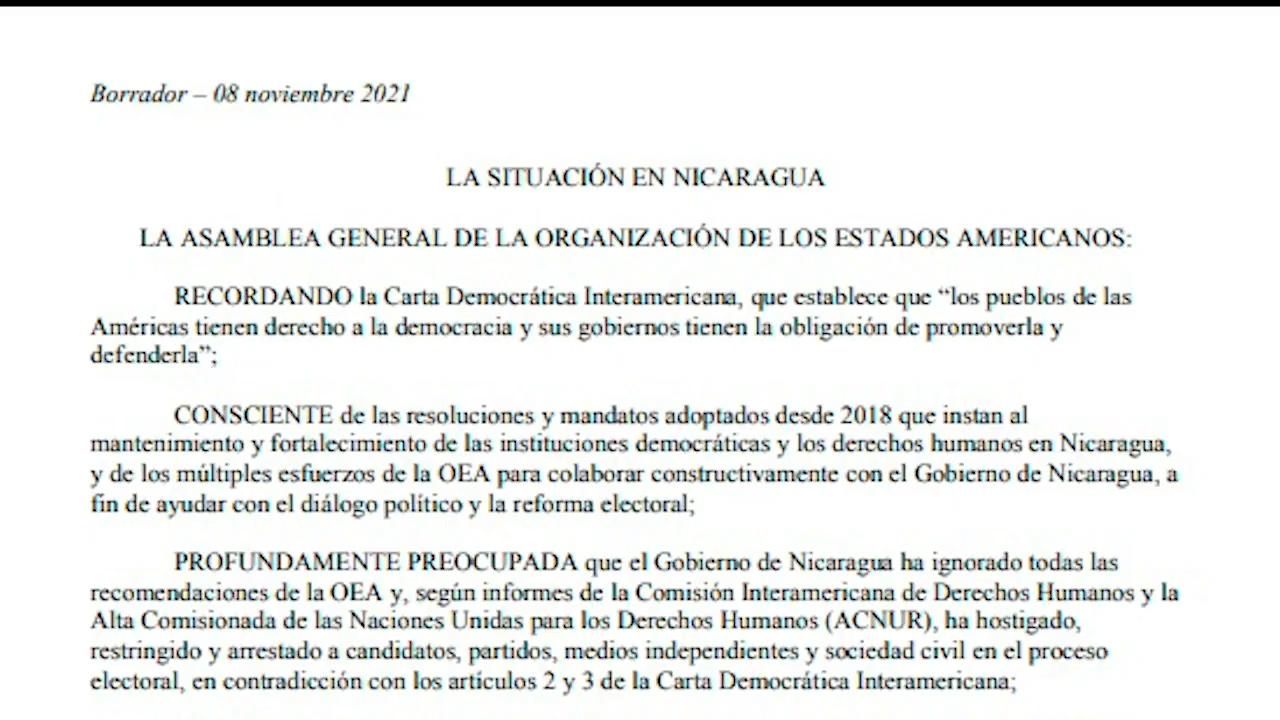 Borrador – 08 noviembre 2021
LA SITUACIÓN EN NICARAGUA
LA ASAMBLEA GENERAL DE LA ORGANIZACIÓN DE LOS ESTADOS AMERICANOS:
RECORDANDO la Carta Democrática Interamericana, que establece que “los pueblos de las
Américas tienen derecho a la democracia y sus gobiernos tienen la obligación de promoverla y
defenderla”;
CONSCIENTE de las resoluciones y mandatos adoptados desde 2018 que instan al
mantenimiento y fortalecimiento de las instituciones democráticas y los derechos humanos en Nicaragua,
y de los múltiples esfuerzos de la OEA para colaborar constructivamente con el Gobierno de Nicaragua, a
fin de ayudar con el diálogo político y la reforma electoral;
PROFUNDAMENTE PREOCUPADA que el Gobierno de Nicaragua ha ignorado todas las
recomendaciones de la OEA y, según informes de la Comisión Interamericana de Derechos Humanos y la
Alta Comisionada de las Naciones Unidas para los Derechos Humanos (ACNUR), ha hostigado,
restringido y arrestado a candidatos, partidos, medios independientes y sociedad civil en el proceso
electoral, en contradicción con los artículos 2 y 3 de la Carta Democrática Interamericana;